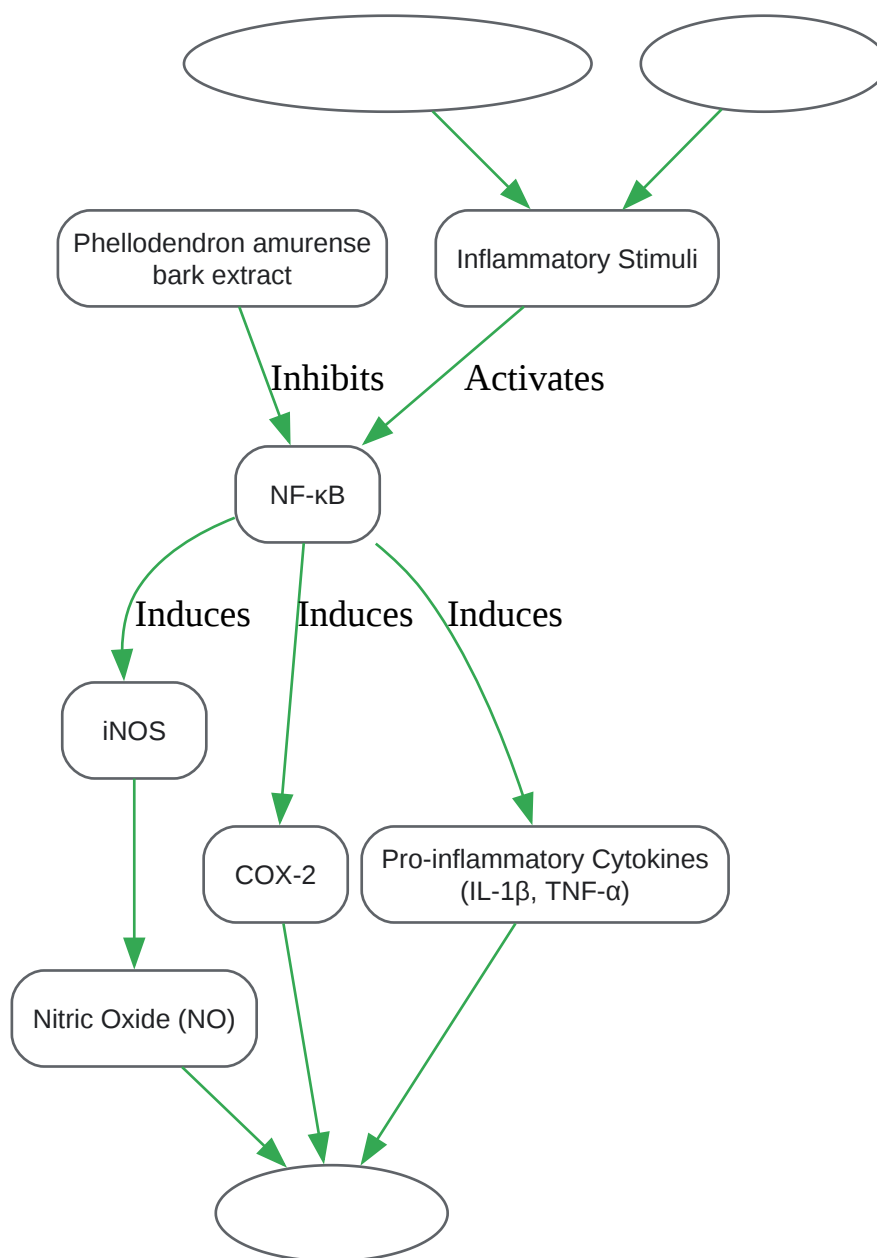 Phellodendron amurense
bark extract
Inflammatory Stimuli
Inhibits
Activates
NF-κB
Induces
Induces
Induces
iNOS
COX-2
Pro-inflammatory Cytokines
(IL-1β, TNF-α)
Nitric Oxide (NO)